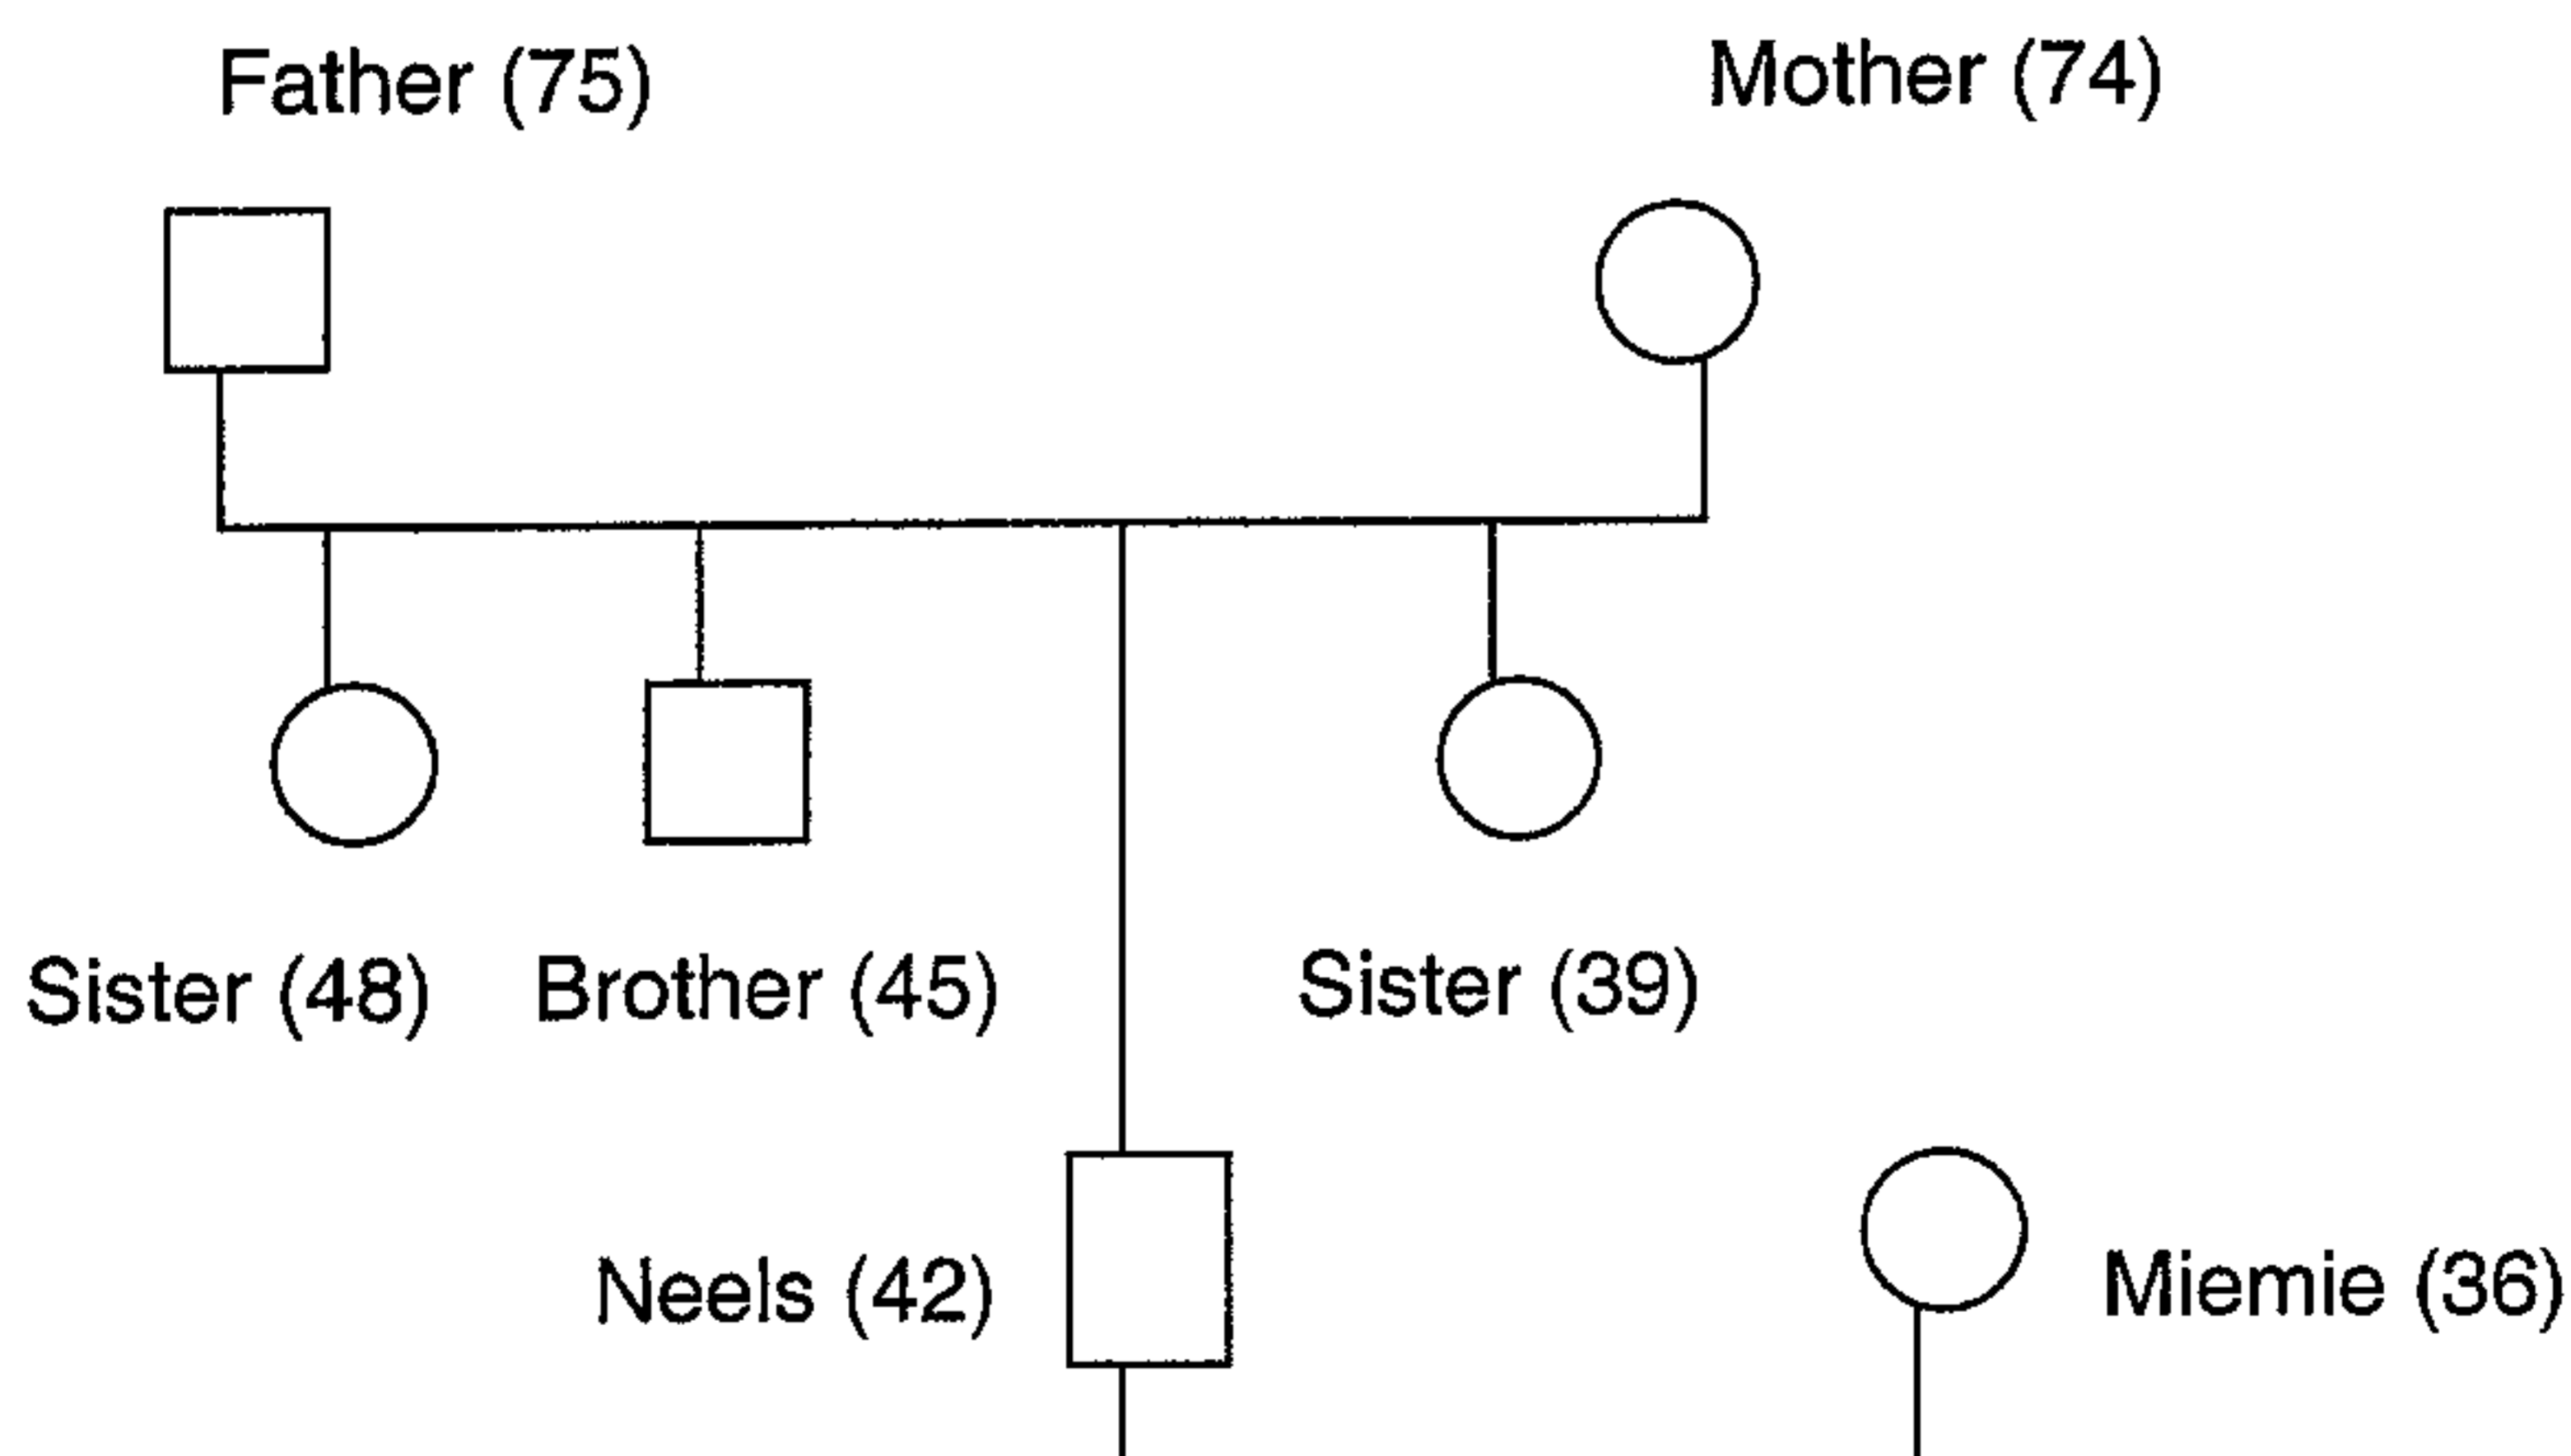 Father (75)
Mother (74)
Sister (48)
Brother (45)
Sister (39)
Neels (42)
Miemie (36)